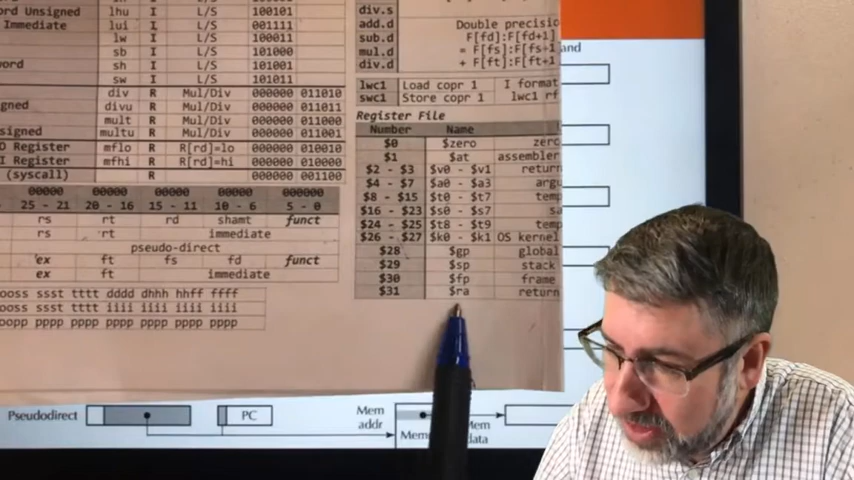 ord Unsigned lhu I L/S 100101
Immediate lui I L/S 001111
lw I L/S 100011
sb I L/S 101000
word sh I L/S 101001
sw I L/S 101011
div R Mul/Div 000000 011010
gned divu R Mul/Div 000000 011011
mult R Mul/Div 000000 011000
signed multu R Mul/Div 000000 011001
O Register mflo R R[rd]=lo 000000 010010
I Register mfhi R R[rd]=hi 000000 010000
(syscall) R 000000 001100
00000 00000 00000 00000 000000
25 - 21 20 - 16 15 - 11 10 - 6 5 - 0
rs rt rd shamt funct
rs rt immediate
pseudo-direct
ex ft fs fd funct
ex ft immediate
ooss ssst tttt dddd dhhh hhff ffff
ooss ssst tttt iiii iiii iiii iiii
oopp pppp pppp pppp pppp pppp pppp
div.s
add.d Double precisio
sub.d F[fd]:F[fd+1]
mul.d = F[fs]:F[fs+1
div.d + F[ft]:F[ft+1
lwc1 Load copr 1 I format
swc1 Store copr 1 lwc1 rf
Register File
Number Name
$0 $zero zero
$1 $at assembler
$2 - $3 $v0 - $v1 return
$4 - $7 $a0 - $a3 argu
$8 - $15 $t0 - $t7 temp
$16 - $23 $s0 - $s7 sa
$24 - $25 $t8 - $t9 temp
$26 - $27 $k0 - $k1 OS kernel
$28 $gp global
$29 $sp stack
$30 $fp frame
$31 $ra return
and
Pseudodirect
PC
Mem
addr
Mem
Mem
data